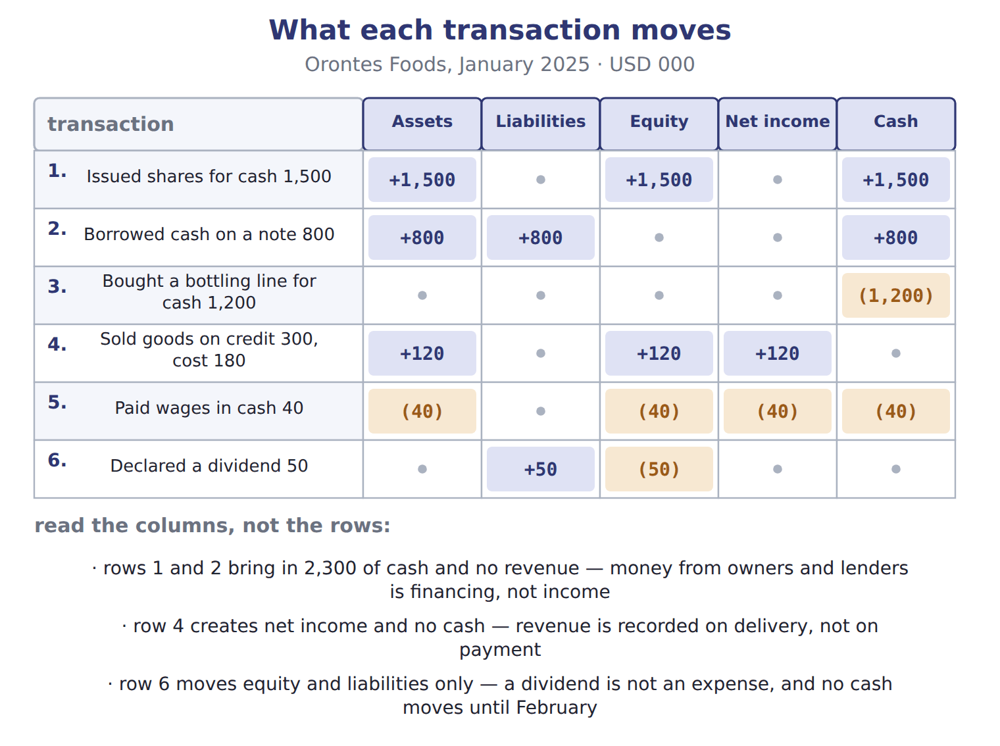 What each transaction moves
Orontes Foods, January 2025 · USD 000
transaction Assets Liabilities Equity Net income Cash
1. Issued shares for cash 1,500 +1,500 • +1,500 • +1,500
2. Borrowed cash on a note 800 +800 +800 • • +800
3. Bought a bottling line for
cash 1,200 • • • • (1,200)
4. Sold goods on credit 300,
cost 180 +120 • +120 +120 •
5. Paid wages in cash 40 (40) • (40) (40) (40)
6. Declared a dividend 50 • +50 (50) • •
read the columns, not the rows:
· rows 1 and 2 bring in 2,300 of cash and no revenue — money from owners and lenders
is financing, not income
· row 4 creates net income and no cash — revenue is recorded on delivery, not on
payment
· row 6 moves equity and liabilities only — a dividend is not an expense, and no cash
moves until February